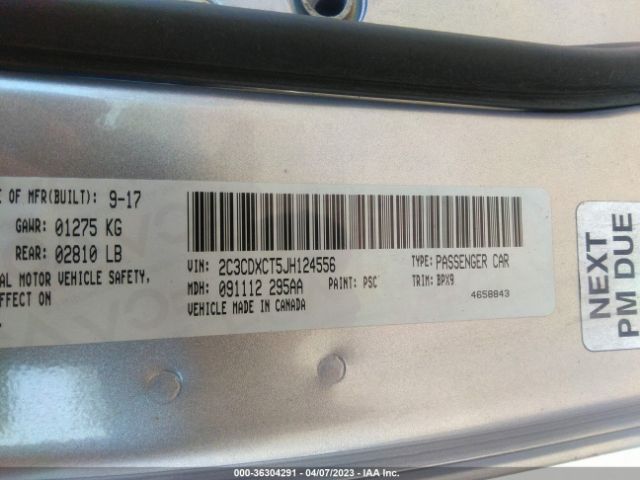 E OF MFR(BUILT): 9-17
GAWR: 01275 KG
REAR: 02810 LB
AL MOTOR VEHICLE SAFETY,
EFFECT ON
VIN: 2C3CDXCT5JH124556
TYPE: PASSENGER CAR
MDH: 091112 295AA
PAINT: PSC
TRIM: BPX9
VEHICLE MADE IN CANADA
4658843
NEXT
PM DUE
000-36304291 - 04/07/2023 - IAA Inc.